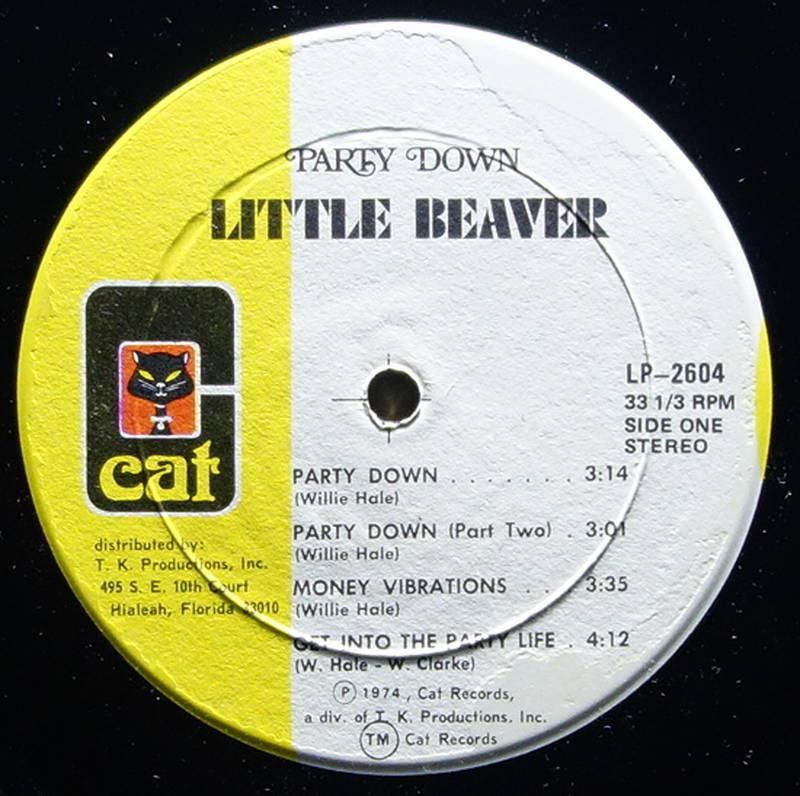 PARTY DOWN
LITTLE BEAVER
cat
LP-2604
33 1/3 RPM
SIDE ONE
STEREO
PARTY DOWN . . . . . . . 3:14
(Willie Hale)
PARTY DOWN (Part Two) . 3:01
(Willie Hale)
MONEY VIBRATIONS . . . 3:35
(Willie Hale)
GET INTO THE PARTY LIFE . 4:12
(W. Hale - W. Clarke)
distributed by:
T. K. Productions, Inc.
495 S. E. 10th Court
Hialeah, Florida 33010
Ⓟ 1974, Cat Records,
a div. of T. K. Productions, Inc.
TM Cat Records